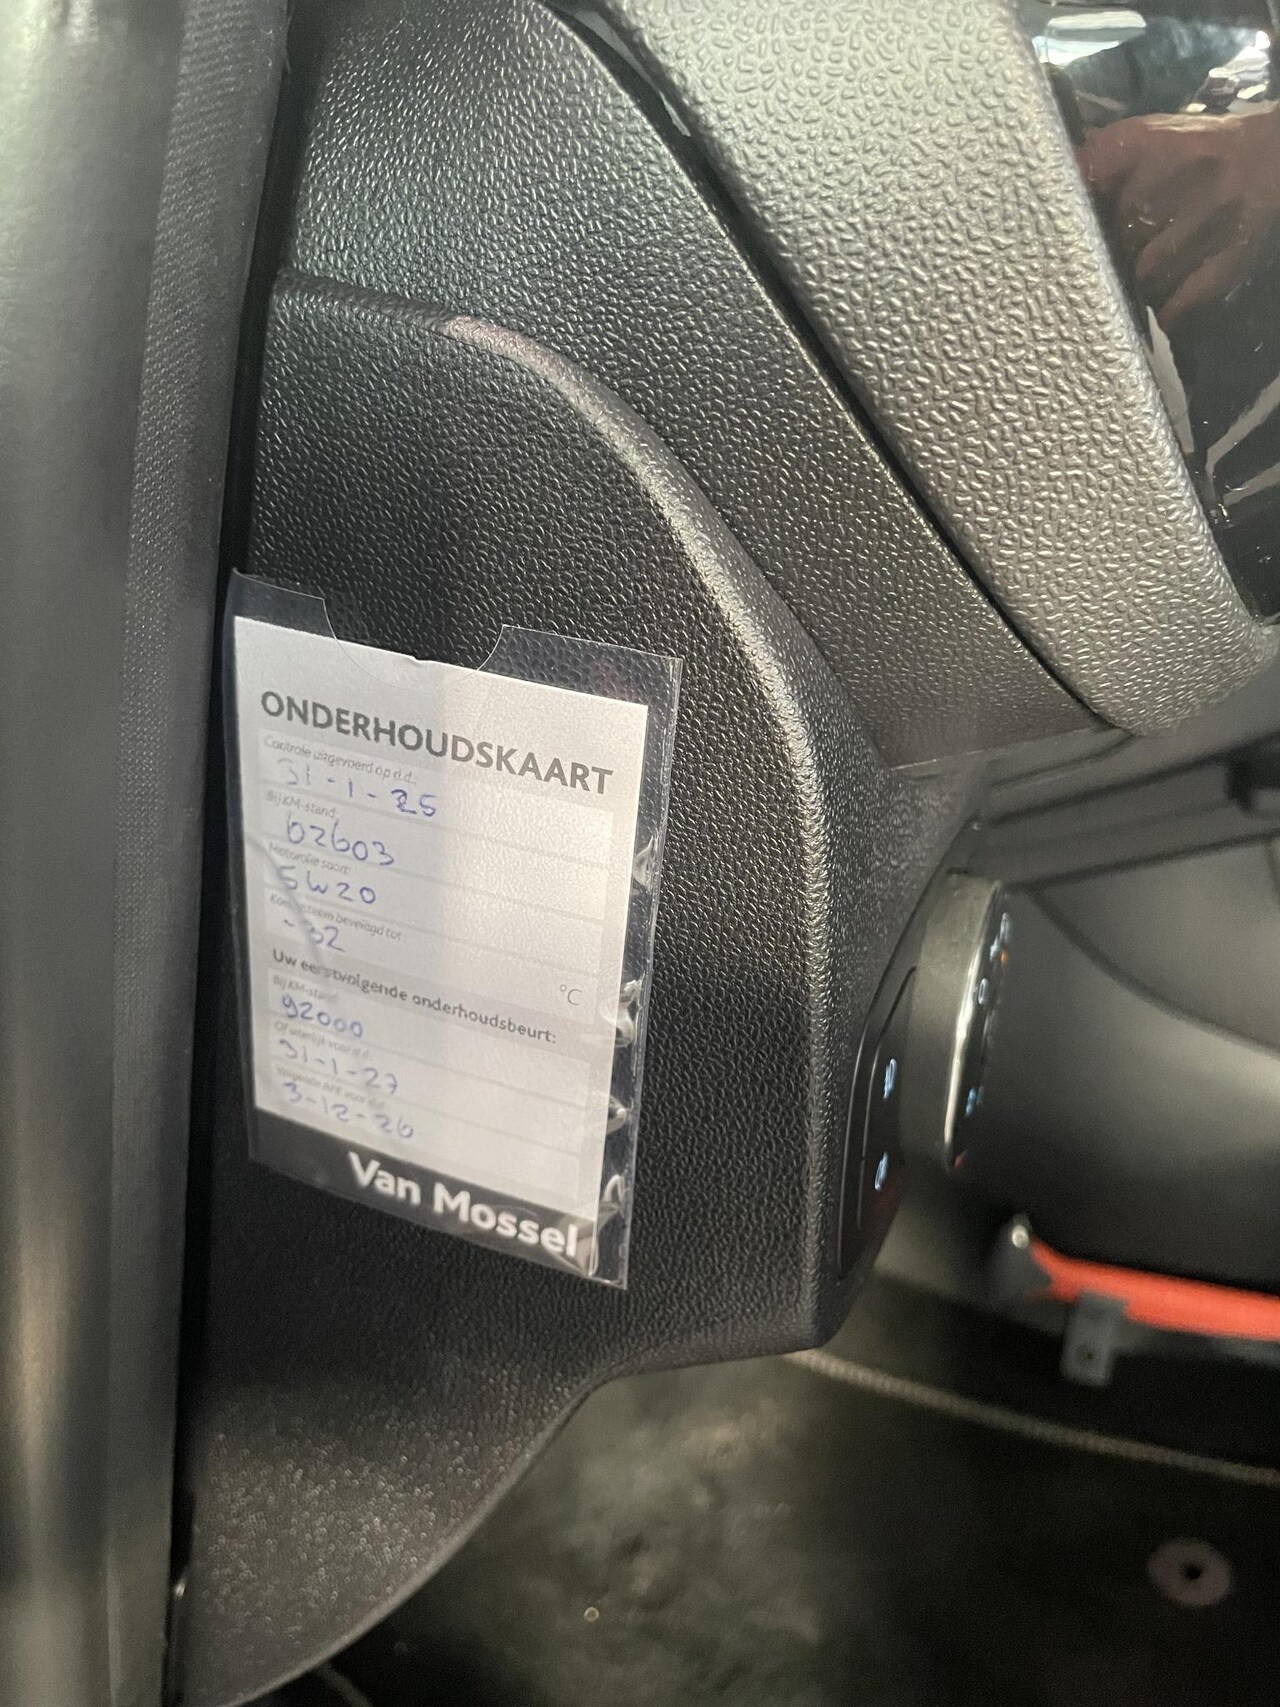 ONDERHOUDSKAART
Controle uitgevoerd op d.d.:
31-1-25
Bij KM-stand:
62603
Motorolie soort:
5W20
Koelsysteem beveiligd tot:
-32
°C
Uw eerstvolgende onderhoudsbeurt:
Bij KM-stand:
92000
Of uiterlijk voor d.d.
31-1-27
Volgende APK voor d.d.
3-12-26
Van Mossel